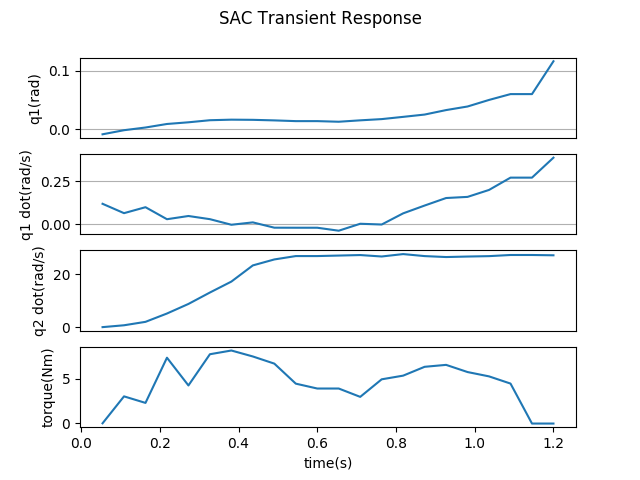 SAC Transient Response
0.1
0.0
q1(rad)
0.25
0.00
q1 dot(rad/s)
20
0
q2 dot(rad/s)
5
0
torque(Nm)
0.0 0.2 0.4 0.6 0.8 1.0 1.2
time(s)